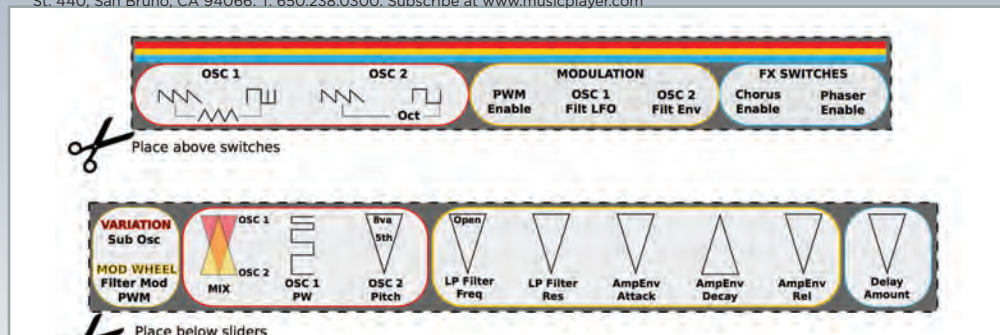 St. 440, San Bruno, CA 94066. T. 650.238.0300. Subscribe at www.musicplayer.com
OSC 1
OSC 2
Oct
MODULATION
PWM
Enable
OSC 1
Filt LFO
OSC 2
Filt Env
FX SWITCHES
Chorus
Enable
Phaser
Enable
Place above switches
VARIATION
Sub Osc
MOD WHEEL
Filter Mod
PWM
OSC 1
OSC 2
MIX
OSC 1
PW
8va
5th
OSC 2
Pitch
Open
LP Filter
Freq
LP Filter
Res
AmpEnv
Attack
AmpEnv
Decay
AmpEnv
Rel
Delay
Amount
Place below sliders